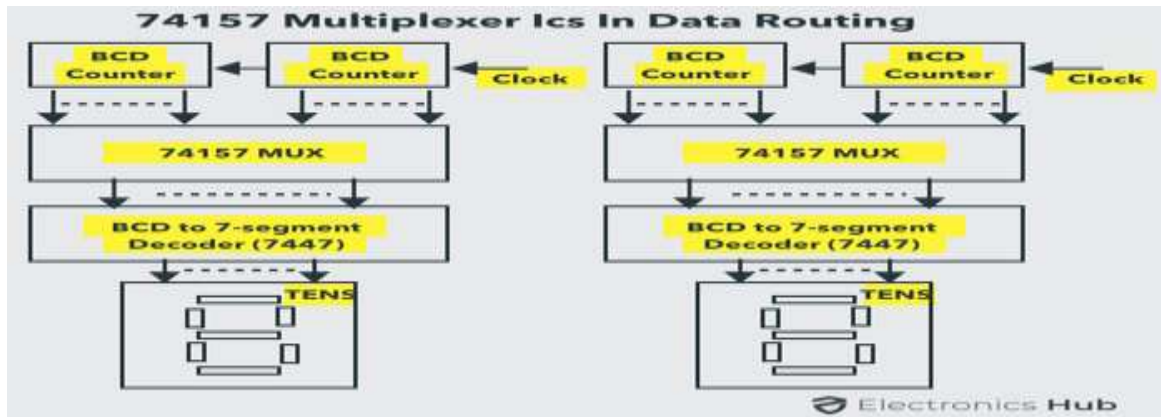 74157 Multiplexer Ics In Data Routing
BCD
Counter
BCD
Counter
Clock
BCD
Counter
BCD
Counter
Clock
74157 MUX
74157 MUX
BCD to 7-segment
Decoder (7447)
BCD to 7-segment
Decoder (7447)
TENS
TENS
Electronics Hub